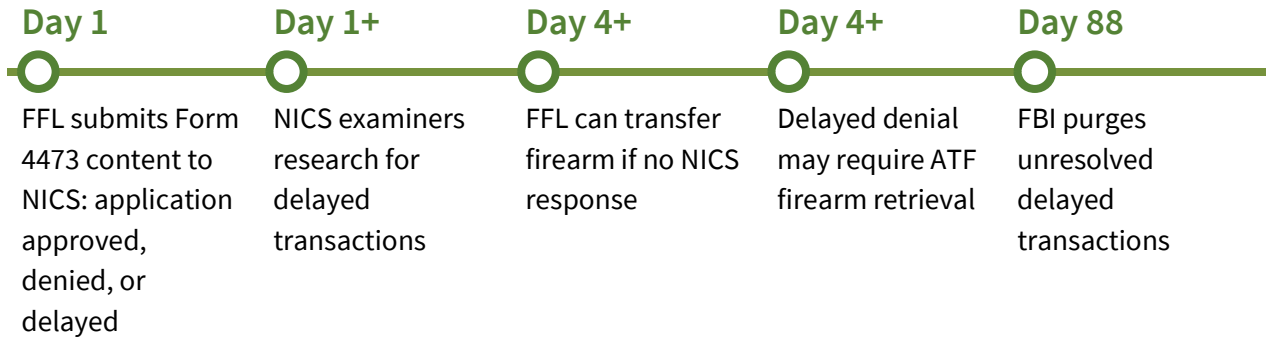 Day 1
FFL submits Form
4473 content to
NICS: application
approved,
denied, or
delayed
Day 1+
NICS examiners
research for
delayed
transactions
Day 4+
FFL can transfer
firearm if no NICS
response
Day 4+
Delayed denial
may require ATF
firearm retrieval
Day 88
FBI purges
unresolved
delayed
transactions